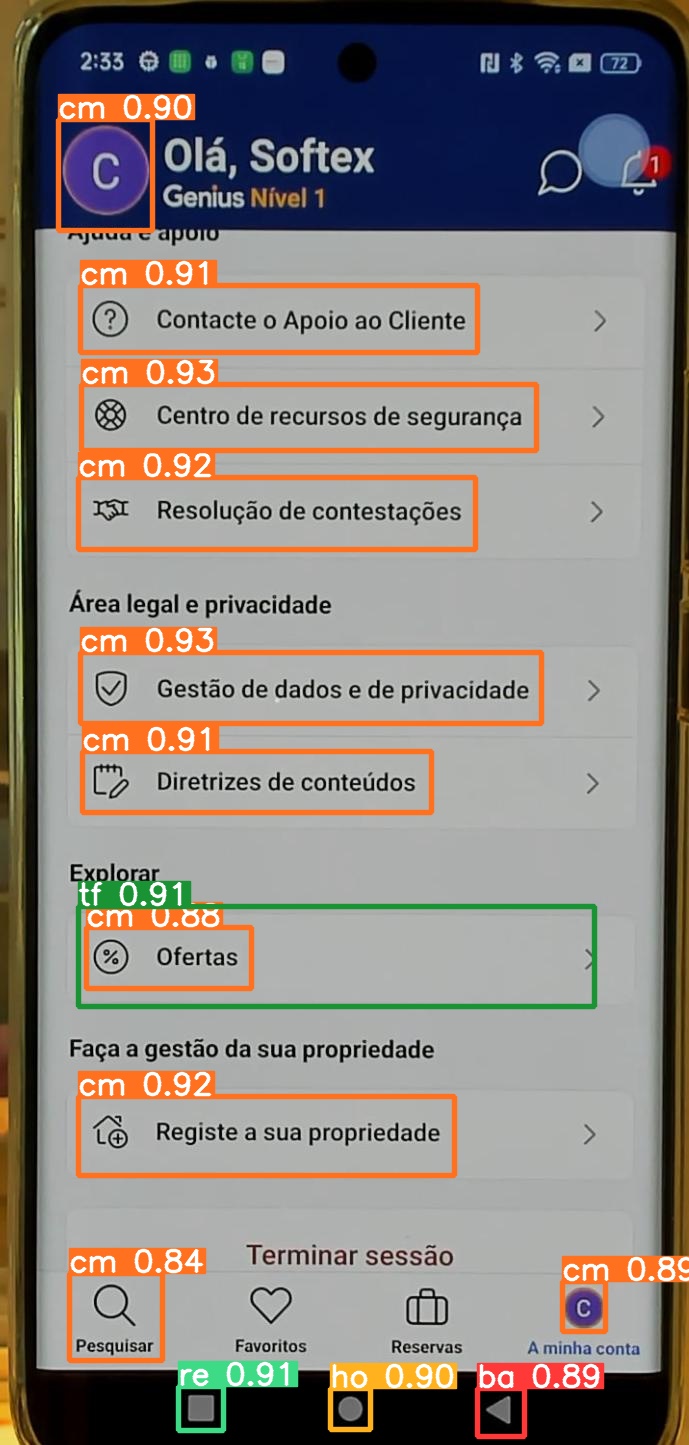 2:33
72
cm 0.90
C
Olá, Softex
Genius Nível 1
1
Ajuda e apoio
cm 0.91
Contacte o Apoio ao Cliente
cm 0.93
Centro de recursos de segurança
cm 0.92
Resolução de contestações
Área legal e privacidade
cm 0.93
Gestão de dados e de privacidade
cm 0.91
Diretrizes de conteúdos
Explorar
tf 0.91
cm 0.88
% Ofertas
Faça a gestão da sua propriedade
cm 0.92
Registe a sua propriedade
Terminar sessão
cm 0.84
cm 0.89
C
Pesquisar Favoritos Reservas A minha conta
re 0.91 ho 0.90 ba 0.89